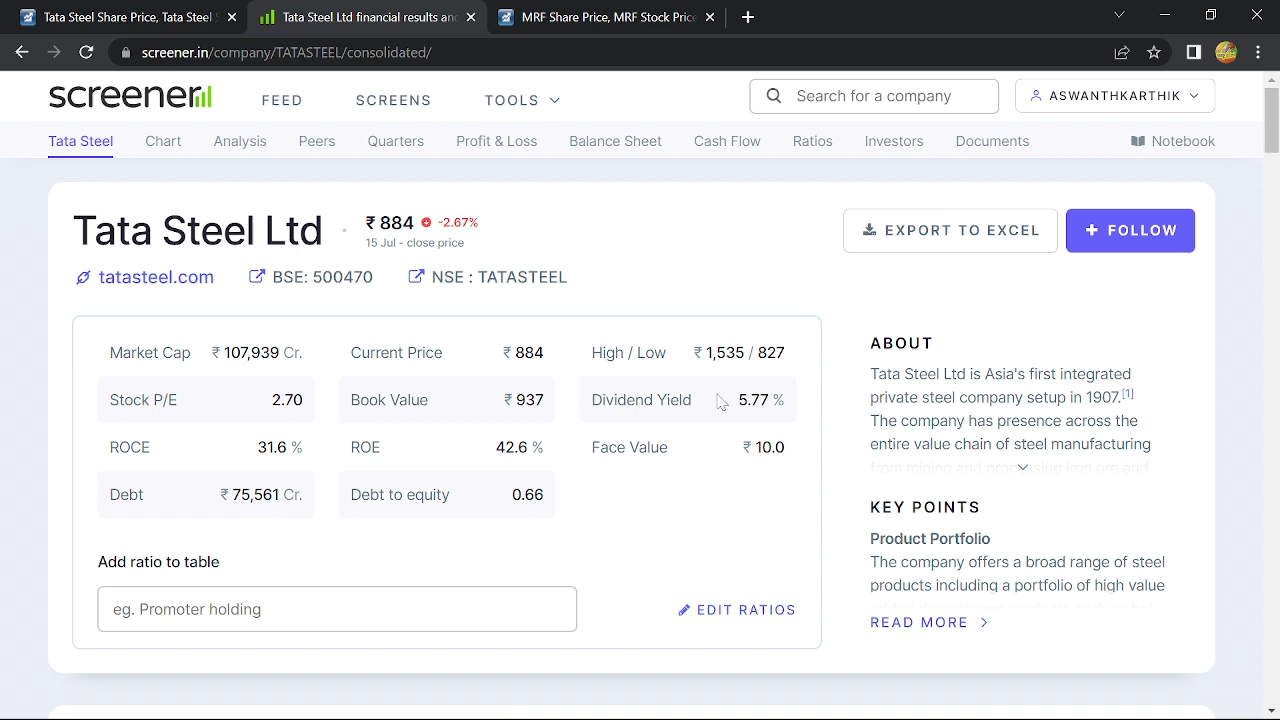 Tata Steel Share Price, Tata Steel S
Tata Steel Ltd financial results and
MRF Share Price, MRF Stock Price
screener.in/company/TATASTEEL/consolidated/
screener
FEED
SCREENS
TOOLS
Search for a company
ASWANTHKARTHIK
Tata Steel
Chart
Analysis
Peers
Quarters
Profit & Loss
Balance Sheet
Cash Flow
Ratios
Investors
Documents
Notebook
Tata Steel Ltd
₹ 884 -2.67%
15 Jul - close price
EXPORT TO EXCEL
+ FOLLOW
tatasteel.com
BSE: 500470
NSE : TATASTEEL
Market Cap ₹ 107,939 Cr.
Current Price ₹ 884
High / Low ₹ 1,535 / 827
Stock P/E 2.70
Book Value ₹ 937
Dividend Yield 5.77 %
ROCE 31.6 %
ROE 42.6 %
Face Value ₹ 10.0
Debt ₹ 75,561 Cr.
Debt to equity 0.66
Add ratio to table
eg. Promoter holding
EDIT RATIOS
ABOUT
Tata Steel Ltd is Asia's first integrated
private steel company setup in 1907.[1]
The company has presence across the
entire value chain of steel manufacturing
from mining and processing iron ore and
KEY POINTS
Product Portfolio
The company offers a broad range of steel
products including a portfolio of high value
READ MORE >